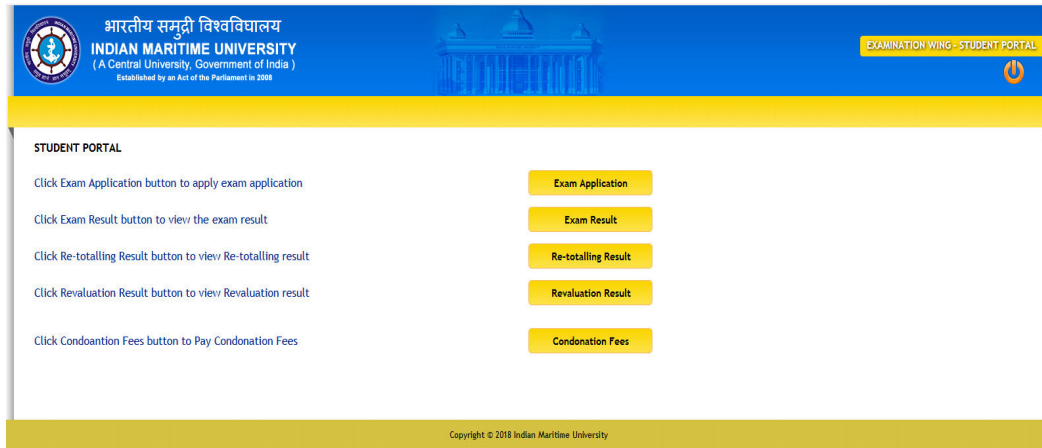 भारतीय समुद्री विश्वविघालय
INDIAN MARITIME UNIVERSITY
( A Central University, Government of India )
Established by an Act of the Parliament in 2008
EXAMINATION WING - STUDENT PORTAL
STUDENT PORTAL
Click Exam Application button to apply exam application
Exam Application
Click Exam Result button to view the exam result
Exam Result
Click Re-totalling Result button to view Re-totalling result
Re-totalling Result
Click Revaluation Result button to view Revaluation result
Revaluation Result
Click Condoantion Fees button to Pay Condonation Fees
Condonation Fees
Copyright © 2018 Indian Maritime University